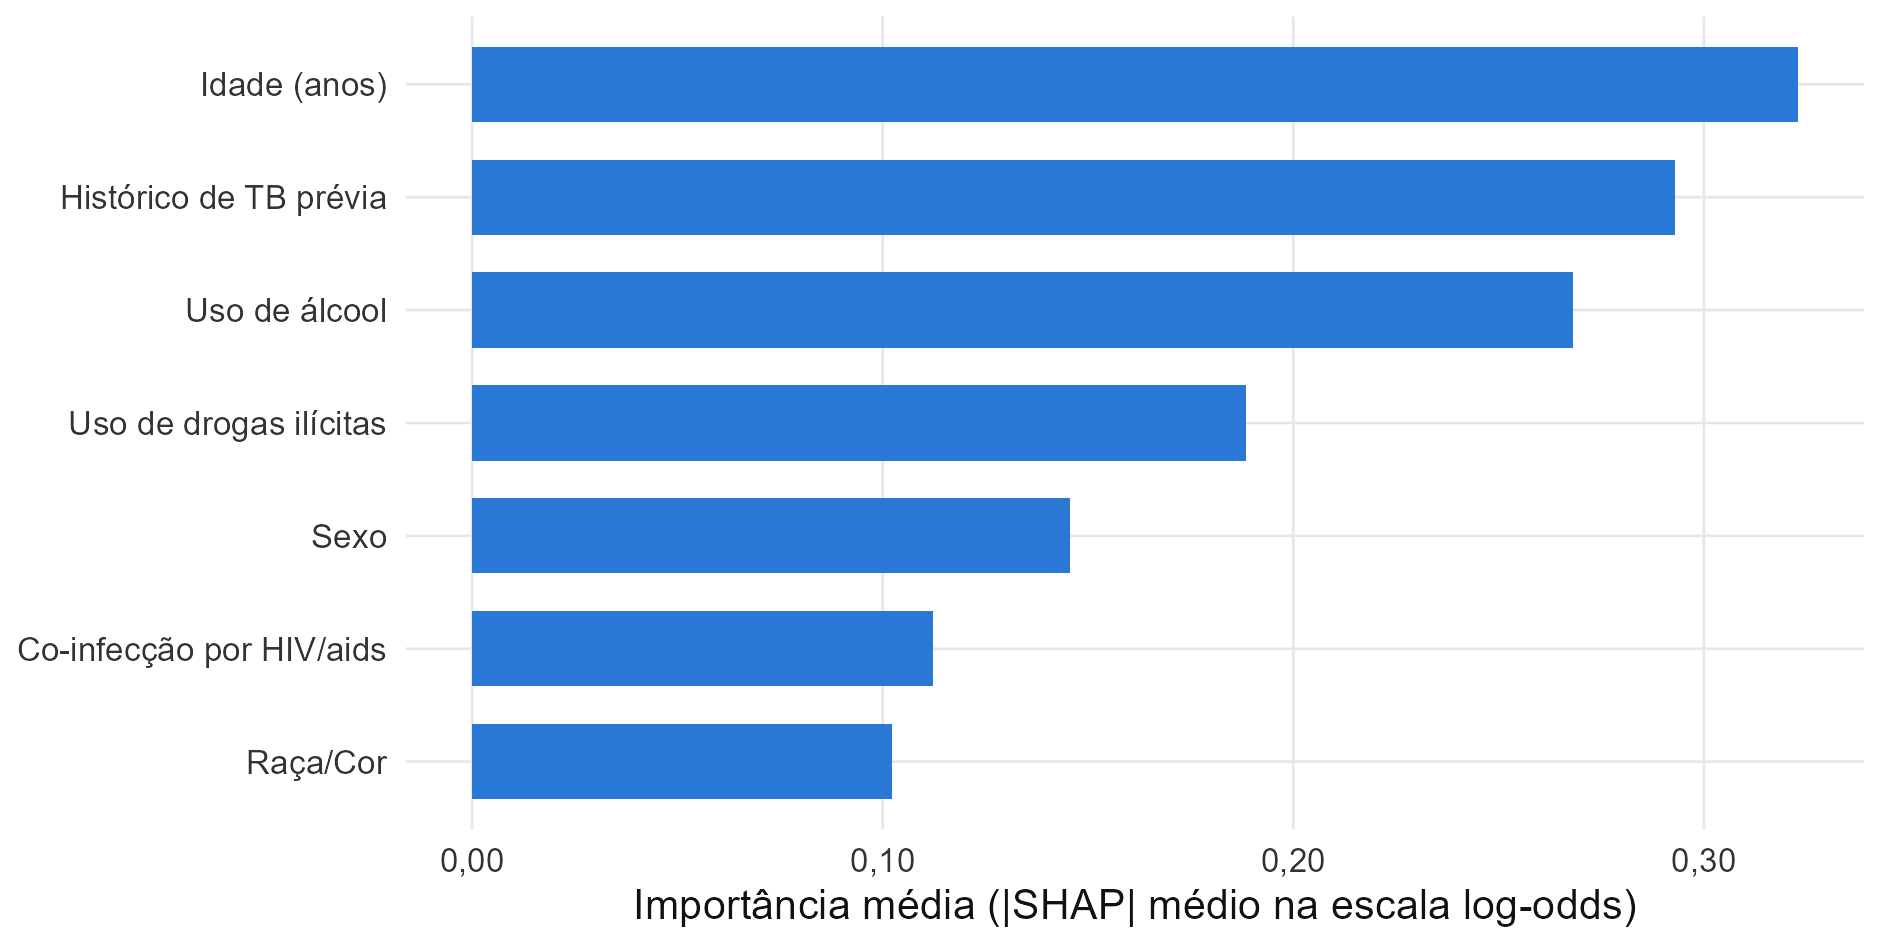 Idade (anos)
Histórico de TB prévia
Uso de álcool
Uso de drogas ilícitas
Sexo
Co-infecção por HIV/aids
Raça/Cor
0,00
0,10
0,20
0,30
Importância média (|SHAP| médio na escala log-odds)